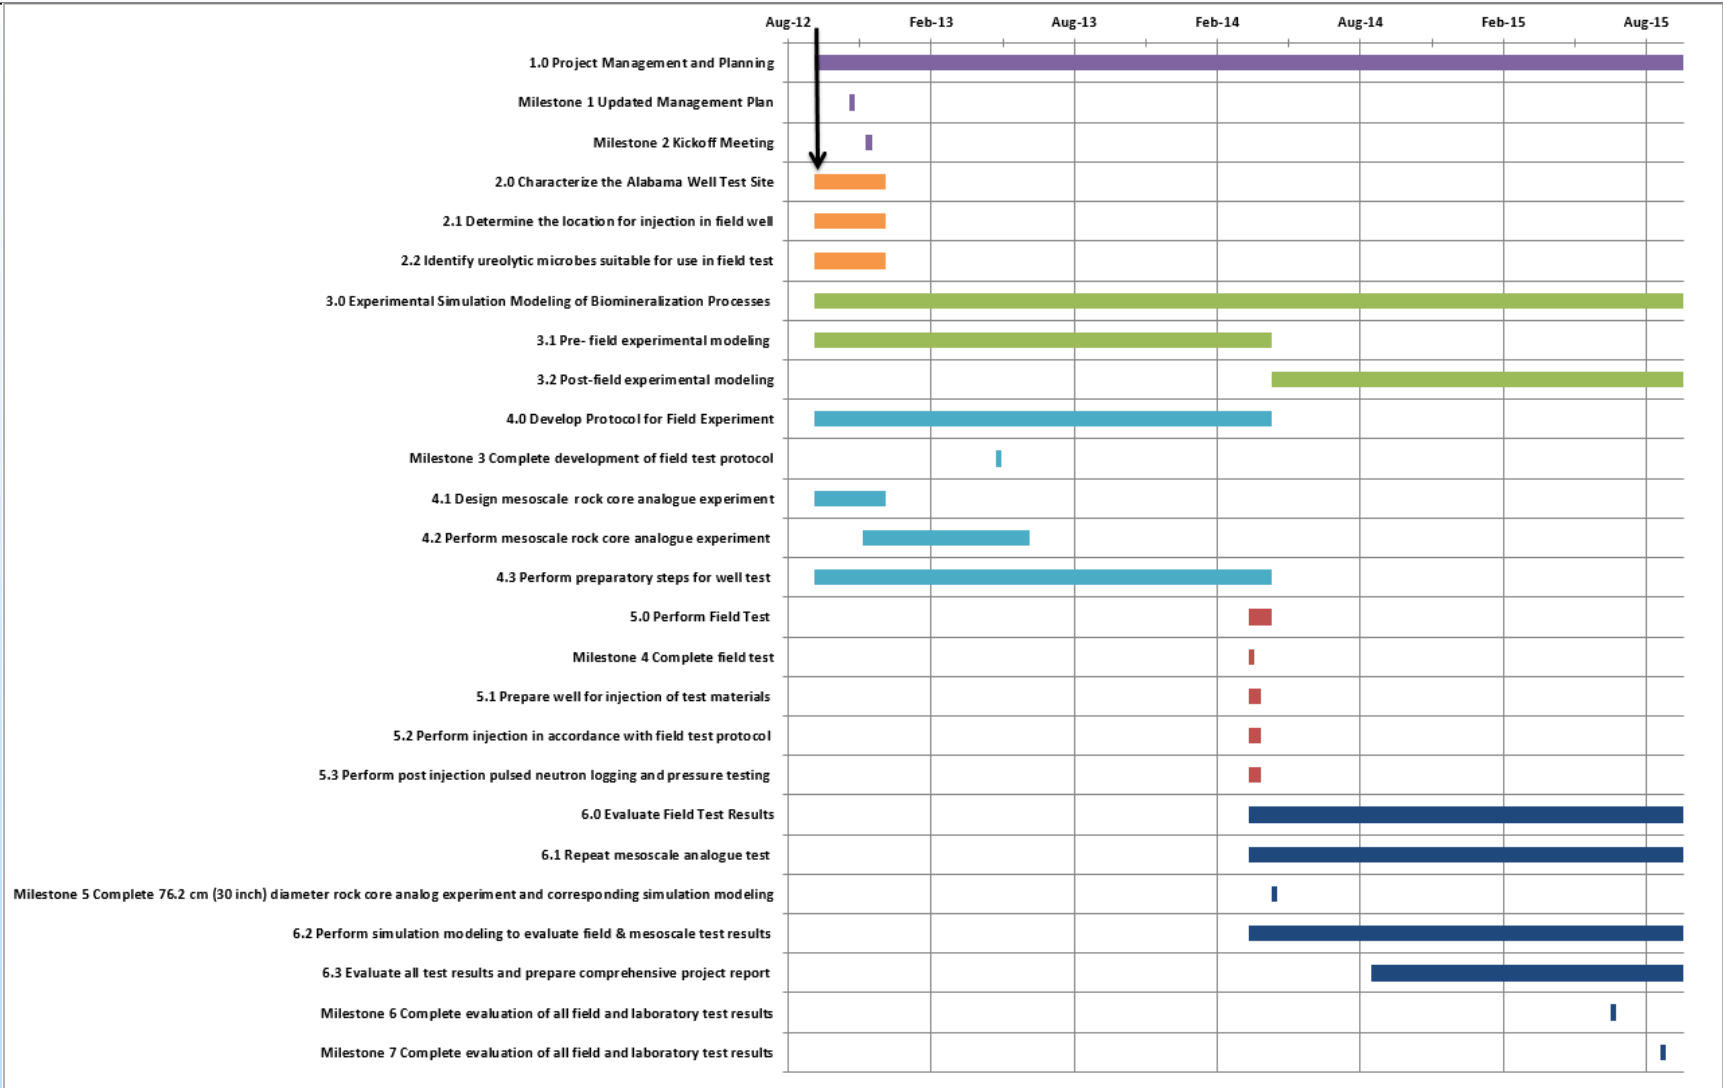 Aug-12 Feb-13 Aug-13 Feb-14 Aug-14 Feb-15 Aug-15
1.0 Project Management and Planning
Milestone 1 Updated Management Plan
Milestone 2 Kickoff Meeting
2.0 Characterize the Alabama Well Test Site
2.1 Determine the location for injection in field well
2.2 Identify ureolytic microbes suitable for use in field test
3.0 Experimental Simulation Modeling of Biomineralization Processes
3.1 Pre- field experimental modeling
3.2 Post-field experimental modeling
4.0 Develop Protocol for Field Experiment
Milestone 3 Complete development of field test protocol
4.1 Design mesoscale rock core analogue experiment
4.2 Perform mesoscale rock core analogue experiment
4.3 Perform preparatory steps for well test
5.0 Perform Field Test
Milestone 4 Complete field test
5.1 Prepare well for injection of test materials
5.2 Perform injection in accordance with field test protocol
5.3 Perform post injection pulsed neutron logging and pressure testing
6.0 Evaluate Field Test Results
6.1 Repeat mesoscale analogue test
Milestone 5 Complete 76.2 cm (30 inch) diameter rock core analog experiment and corresponding simulation modeling
6.2 Perform simulation modeling to evaluate field & mesoscale test results
6.3 Evaluate all test results and prepare comprehensive project report
Milestone 6 Complete evaluation of all field and laboratory test results
Milestone 7 Complete evaluation of all field and laboratory test results